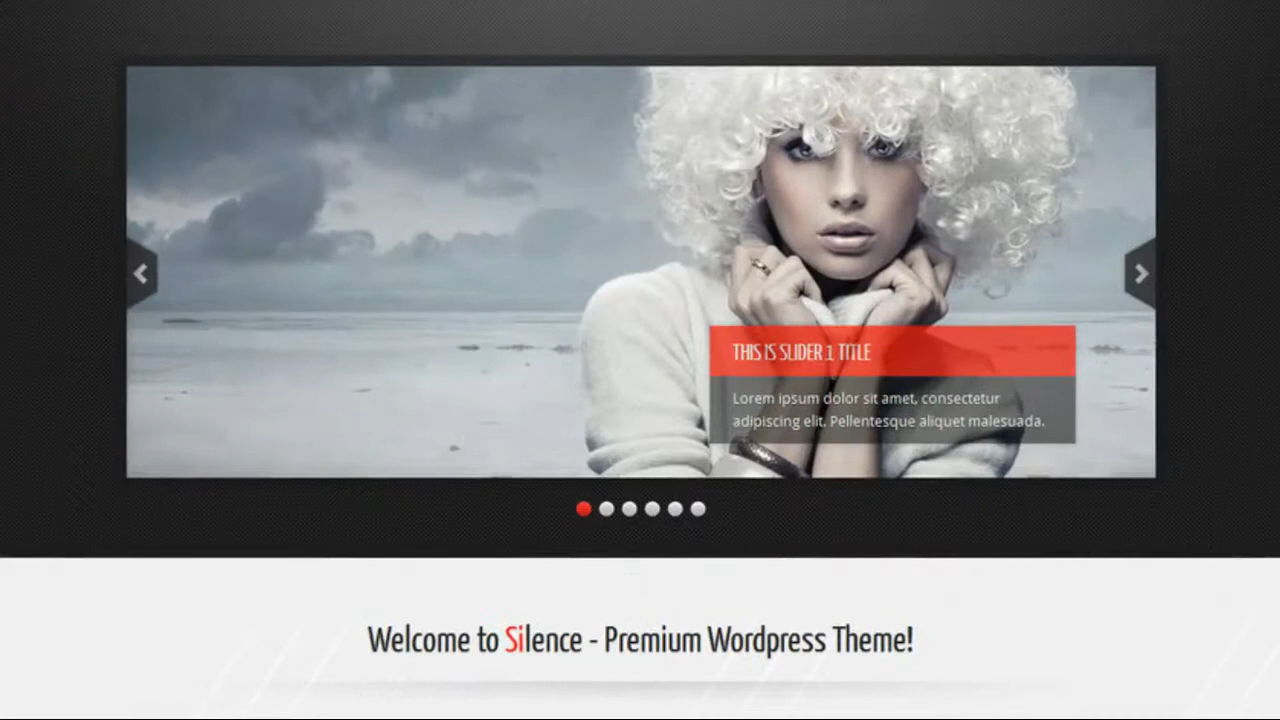 THIS IS SLIDER 1 TITLE
Lorem ipsum dolor sit amet, consectetur
adipiscing elit. Pellentesque aliquet malesuada.
Welcome to Silence - Premium Wordpress Theme!